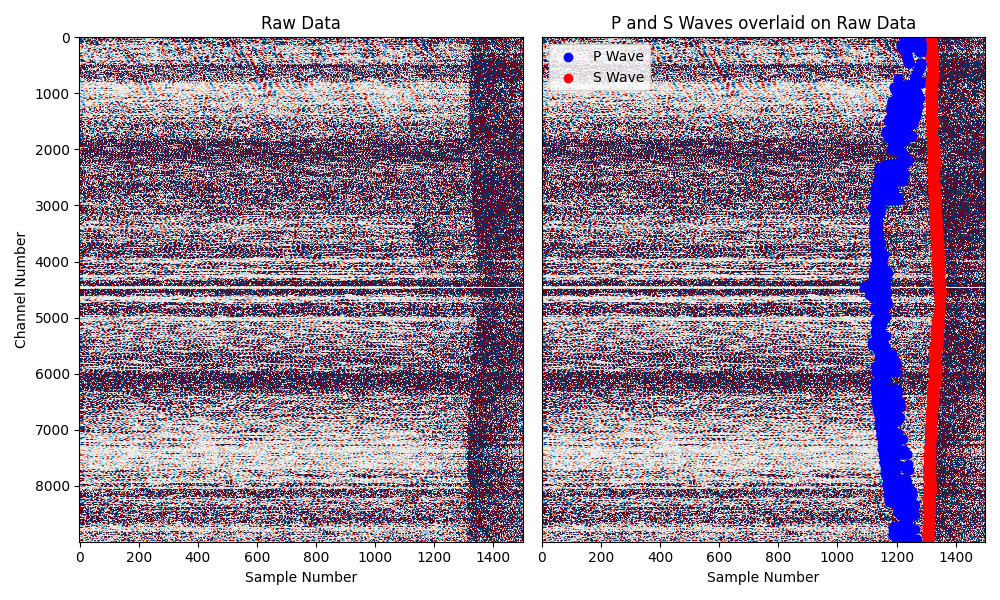 Raw Data
P and S Waves overlaid on Raw Data
P Wave
S Wave
Channel Number
0
1000
2000
3000
4000
5000
6000
7000
8000
0 200 400 600 800 1000 1200 1400
0 200 400 600 800 1000 1200 1400
Sample Number
Sample Number